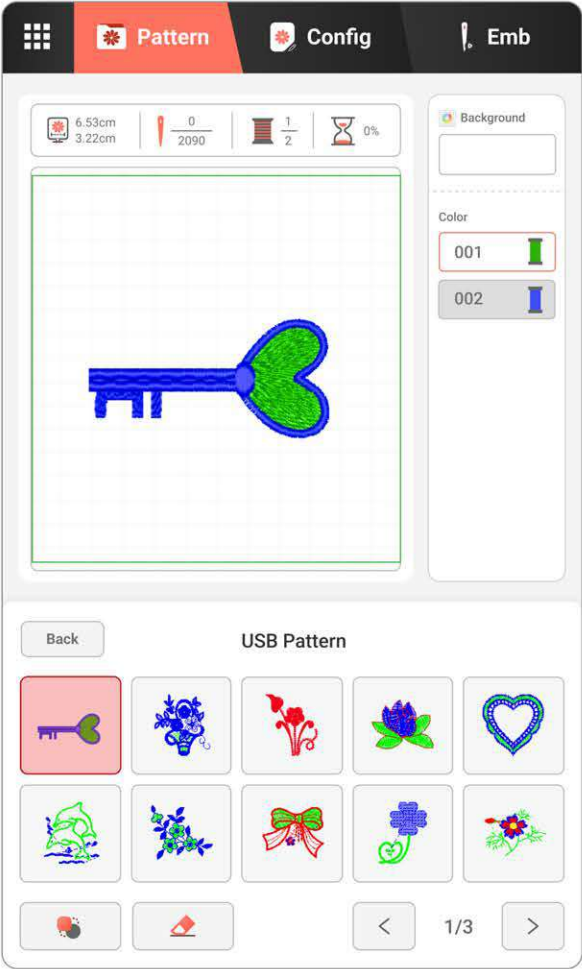 Pattern
Config
Emb
6.53cm
3.22cm
0
2090
1
2
0%
Background
Color
001
002
Back
USB Pattern
1/3